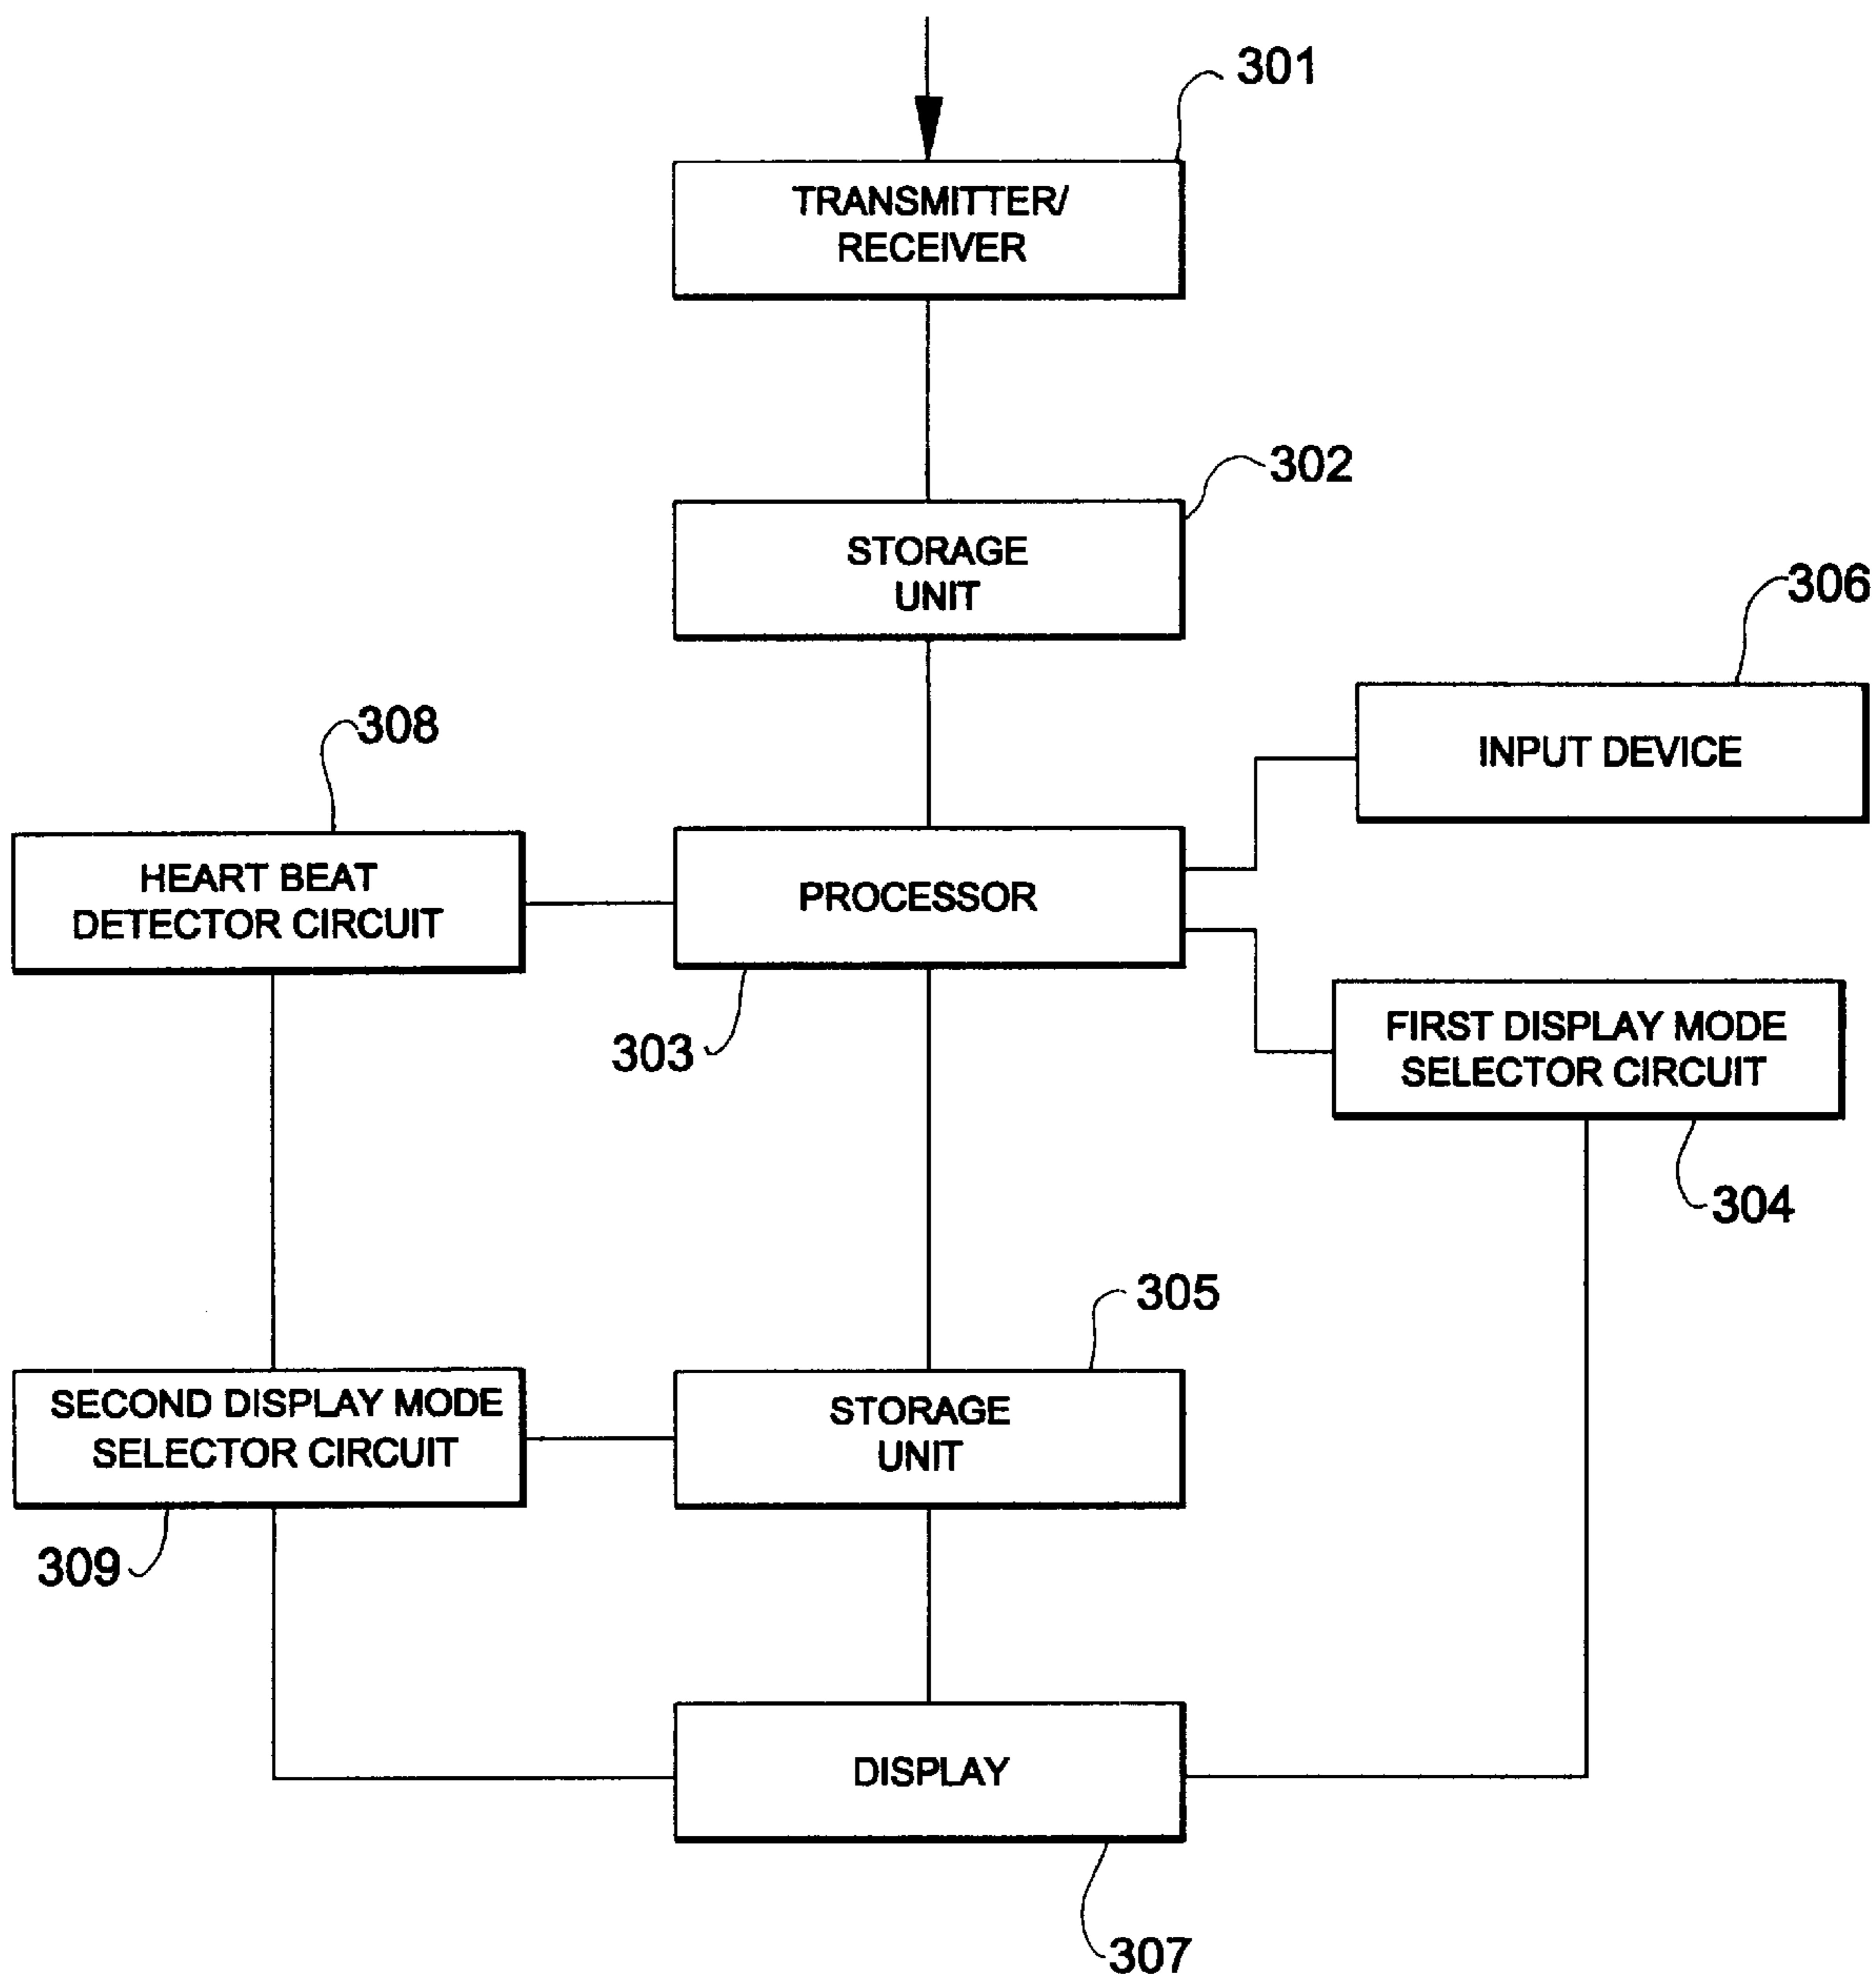 301
TRANSMITTER/
RECEIVER
302
STORAGE
UNIT
306
INPUT DEVICE
308
HEART BEAT
DETECTOR CIRCUIT
PROCESSOR
303
FIRST DISPLAY MODE
SELECTOR CIRCUIT
304
305
SECOND DISPLAY MODE
SELECTOR CIRCUIT
309
STORAGE
UNIT
DISPLAY
307